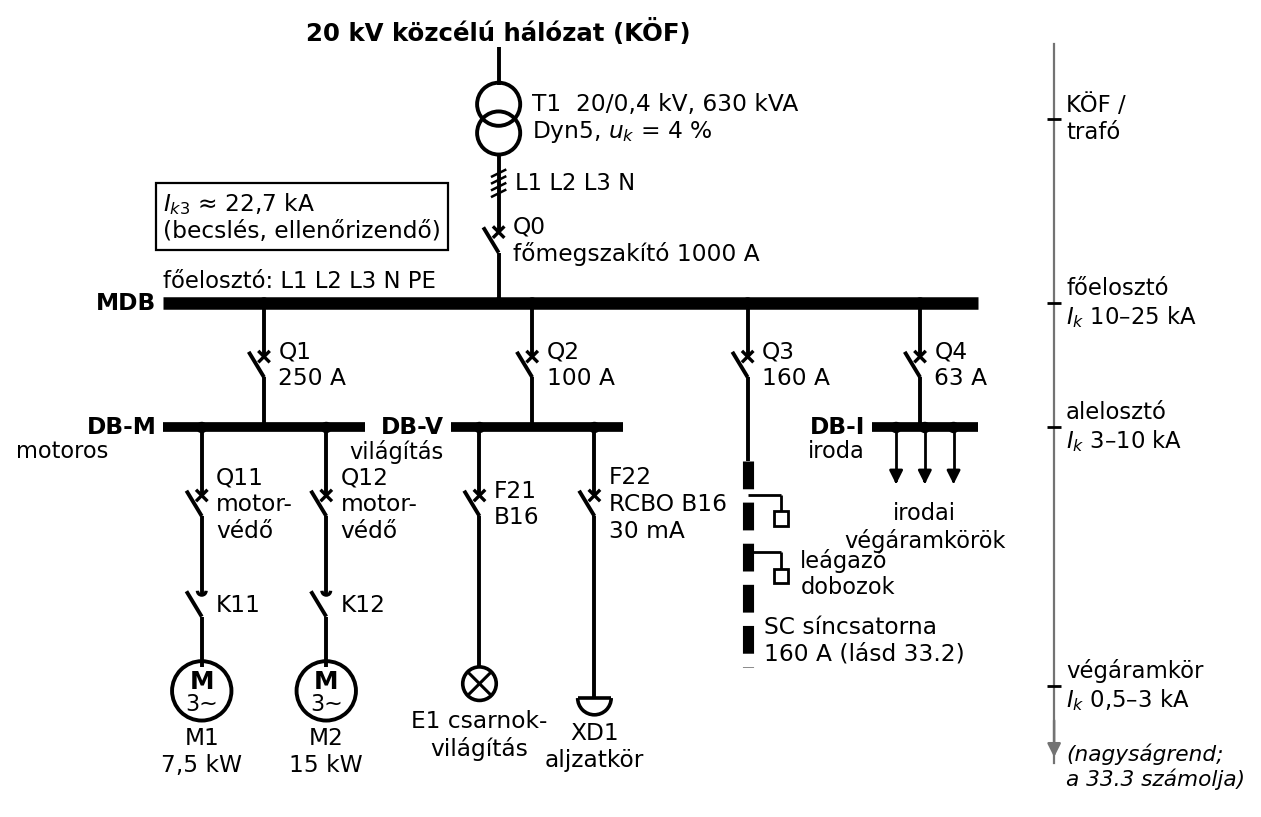 20 kV közcélú hálózat (KÖF)
T1 20/0,4 kV, 630 kVA
Dyn5, uk = 4 %
L1 L2 L3 N
Ik3 ≈ 22,7 kA
(becslés, ellenőrizendő)
Q0
főmegszakító 1000 A
főelosztó: L1 L2 L3 N PE
MDB
Q1
250 A
Q2
100 A
Q3
160 A
Q4
63 A
DB-M
motoros
DB-V
világítás
DB-I
iroda
Q11
motor-
védő
Q12
motor-
védő
F21
B16
F22
RCBO B16
30 mA
irodai
végáramkörök
leágazó
dobozok
K11
K12
SC síncsatorna
160 A (lásd 33.2)
M
3~
M
3~
M1
7,5 kW
M2
15 kW
E1 csarnok-
világítás
XD1
aljzatkör
KÖF /
trafó
főelosztó
Ik 10–25 kA
alelosztó
Ik 3–10 kA
végáramkör
Ik 0,5–3 kA
(nagyságrend;
a 33.3 számolja)